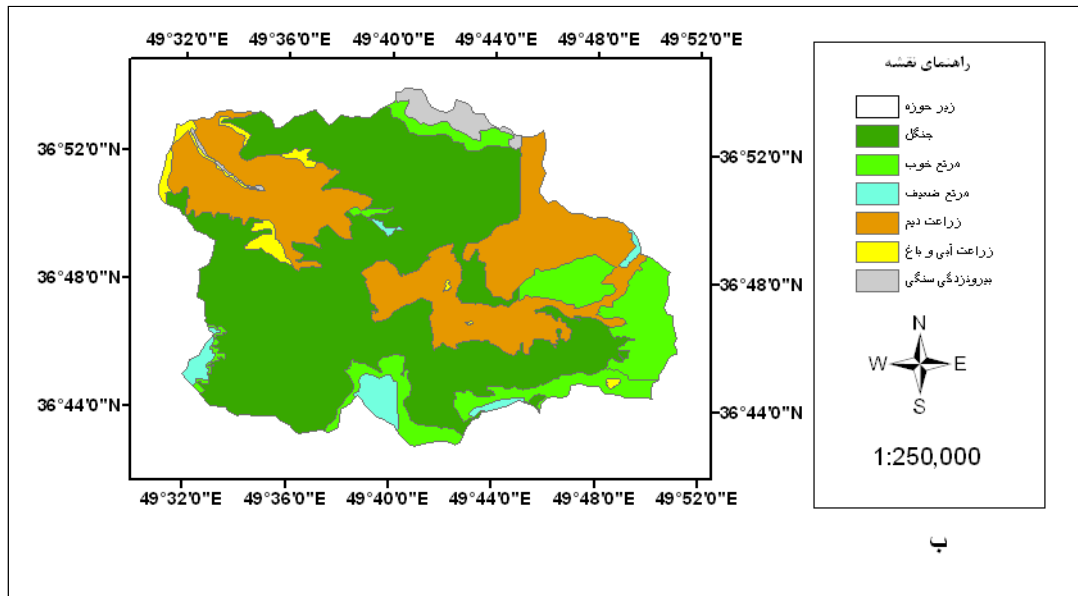 49°32'0"E 49°36'0"E 49°40'0"E 49°44'0"E 49°48'0"E 49°52'0"E
36°52'0"N 36°52'0"N
36°48'0"N 36°48'0"N
36°44'0"N 36°44'0"N
49°32'0"E 49°36'0"E 49°40'0"E 49°44'0"E 49°48'0"E 49°52'0"E
راهنمای نقشه
زیر حوزه
جنگل
مرتع خوب
مرتع ضعیف
زراعت دیم
زراعت آبی و باغ
بیرونزدگی سنگی
N
W E
S
1:250,000
ب